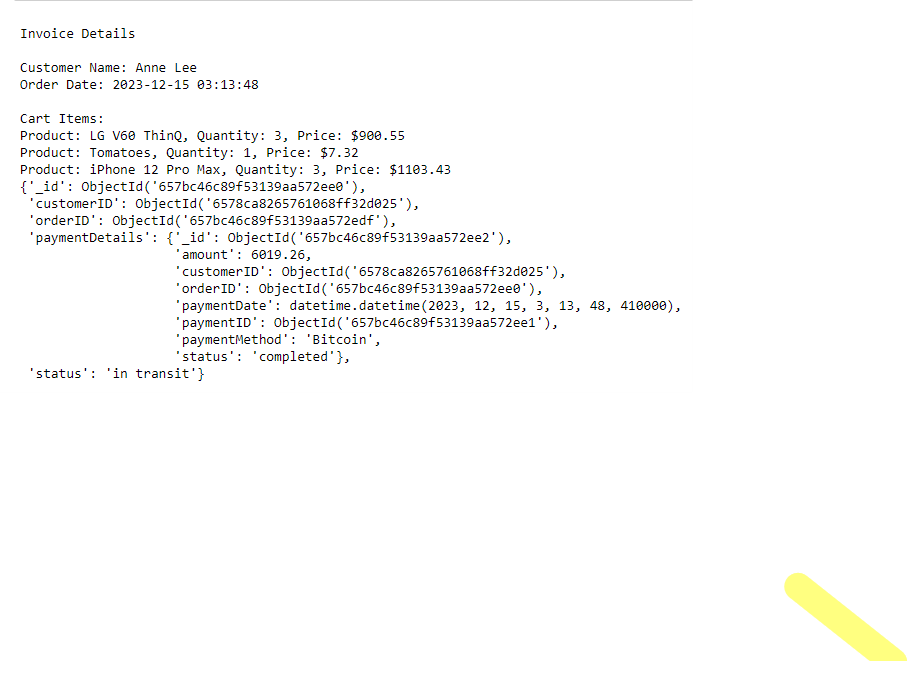 Invoice Details
Customer Name: Anne Lee
Order Date: 2023-12-15 03:13:48
Cart Items:
Product: LG V60 ThinQ, Quantity: 3, Price: $900.55
Product: Tomatoes, Quantity: 1, Price: $7.32
Product: iPhone 12 Pro Max, Quantity: 3, Price: $1103.43
{'_id': ObjectId('657bc46c89f53139aa572ee0'),
 'customerID': ObjectId('6578ca8265761068ff32d025'),
 'orderID': ObjectId('657bc46c89f53139aa572edf'),
 'paymentDetails': {'_id': ObjectId('657bc46c89f53139aa572ee2'),
                    'amount': 6019.26,
                    'customerID': ObjectId('6578ca8265761068ff32d025'),
                    'orderID': ObjectId('657bc46c89f53139aa572ee0'),
                    'paymentDate': datetime.datetime(2023, 12, 15, 3, 13, 48, 410000),
                    'paymentID': ObjectId('657bc46c89f53139aa572ee1'),
                    'paymentMethod': 'Bitcoin',
                    'status': 'completed'},
 'status': 'in transit'}